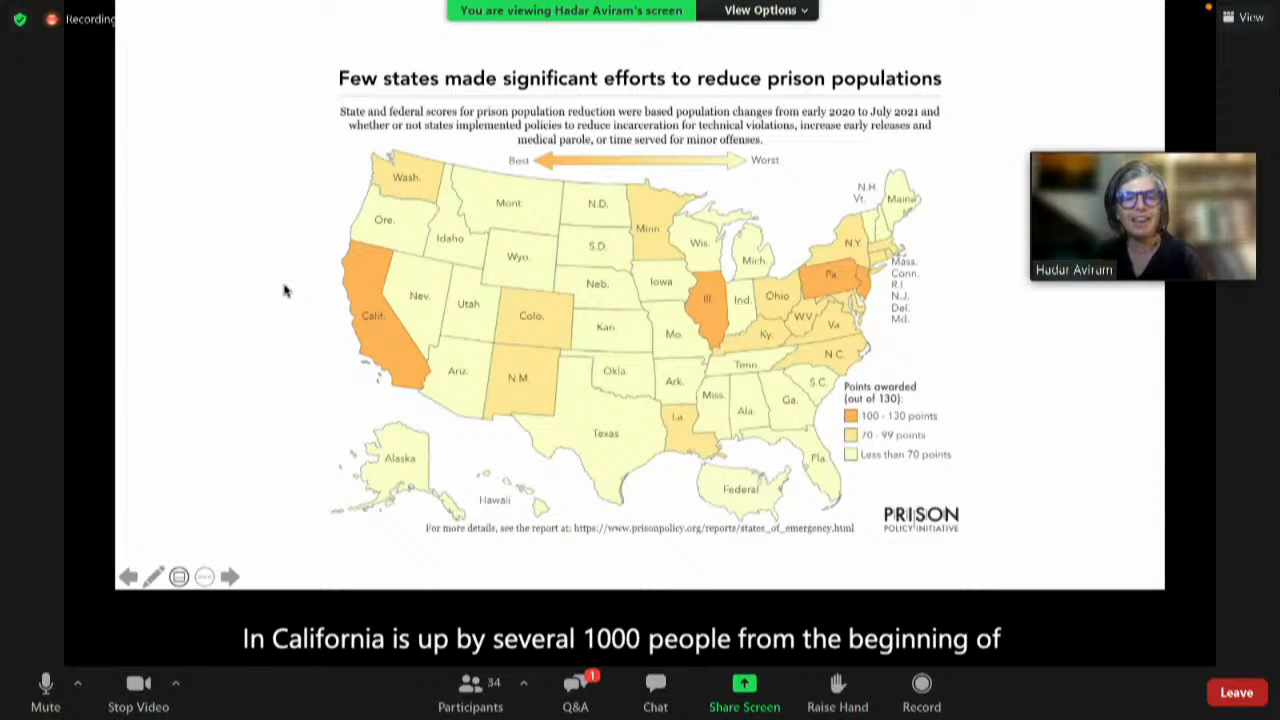 Recording
You are viewing Hadar Aviram's screen
View Options
View
Few states made significant efforts to reduce prison populations
State and federal scores for prison population reduction were based population changes from early 2020 to July 2021 and
whether or not states implemented policies to reduce incarceration for technical violations, increase early releases and
medical parole, or time served for minor offenses.
Best
Worst
Wash.
Mont.
N.D.
Minn.
N.H.
Vt.
Maine
Ore.
Idaho
Wyo.
S.D.
Wis.
Mich.
N.Y.
Mass.
Conn.
R.I.
N.J.
Del.
Md.
Nev.
Utah
Colo.
Neb.
Iowa
Ill.
Ind.
Ohio
Pa.
Calif.
Kan.
Mo.
Ky.
WV
Va.
Ariz.
N.M.
Okla.
Ark.
Tenn.
N.C.
S.C.
Miss.
Ala.
Ga.
La.
Texas
Fla.
Alaska
Hawaii
Federal
Points awarded
(out of 130):
100 - 130 points
70 - 99 points
Less than 70 points
For more details, see the report at: https://www.prisonpolicy.org/reports/states_of_emergency.html
PRISON
POLICY INITIATIVE
Hadar Aviram
In California is up by several 1000 people from the beginning of
Mute
Stop Video
34
Participants
1
Q&A
Chat
Share Screen
Raise Hand
Record
Leave